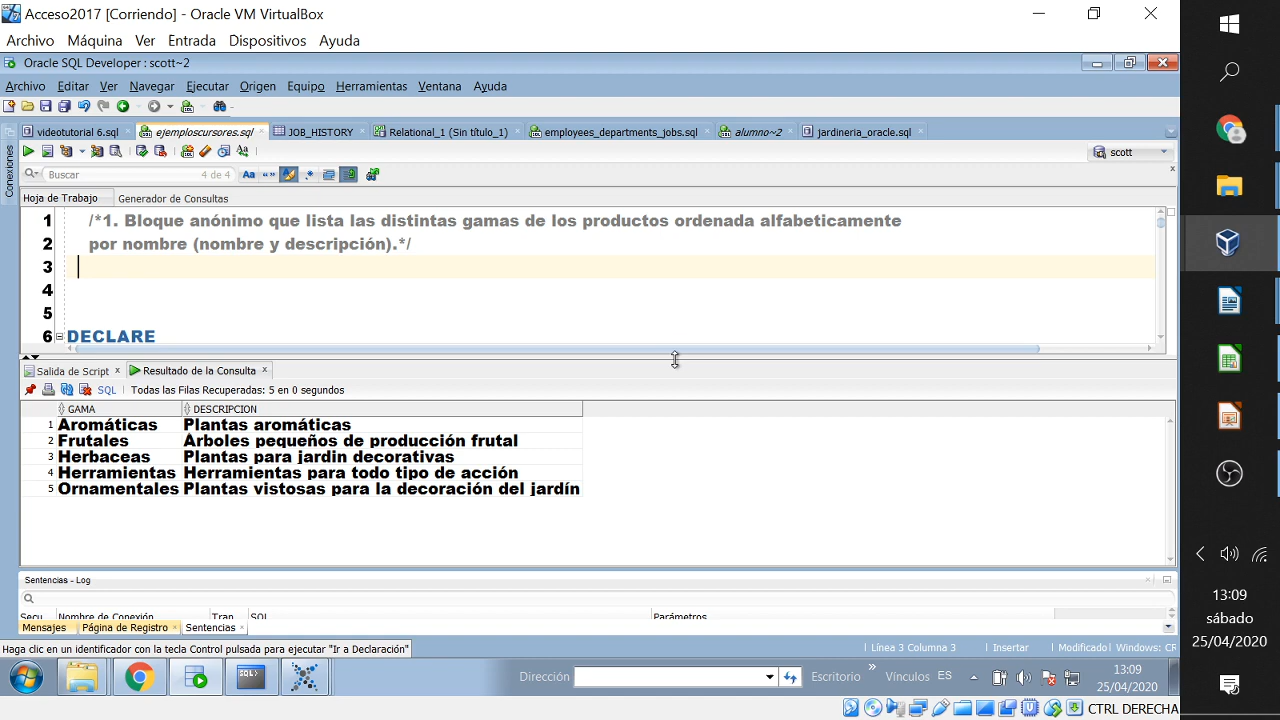 Acceso2017 [Corriendo] - Oracle VM VirtualBox
Archivo Máquina Ver Entrada Dispositivos Ayuda
Oracle SQL Developer : scott~2
Archivo Editar Ver Navegar Ejecutar Origen Equipo Herramientas Ventana Ayuda
videotutorial 6.sql ejemploscursores.sql JOB_HISTORY Relational_1 (Sin título_1) employees_departments_jobs.sql alumno~2 jardineria_oracle.sql
scott
Buscar 4 de 4 Aa
Conexiones
Hoja de Trabajo Generador de Consultas
1 /*1. Bloque anónimo que lista las distintas gamas de los productos ordenada alfabeticamente
2 por nombre (nombre y descripción).*/
3
4
5
6 DECLARE
Salida de Script Resultado de la Consulta
SQL Todas las Filas Recuperadas: 5 en 0 segundos
GAMA DESCRIPCION
1 Aromáticas Plantas aromáticas
2 Frutales Árboles pequeños de producción frutal
3 Herbaceas Plantas para jardin decorativas
4 Herramientas Herramientas para todo tipo de acción
5 Ornamentales Plantas vistosas para la decoración del jardín
Sentencias - Log
Secu Nombre de Conexión Tran SQL Parámetros
Mensajes Página de Registro Sentencias
Haga clic en un identificador con la tecla Control pulsada para ejecutar "Ir a Declaración"
Línea 3 Columna 3 Insertar Modificado Windows: CR
Dirección Escritorio » Vínculos ES
13:09
25/04/2020
CTRL DERECHA
13:09
sábado
25/04/2020